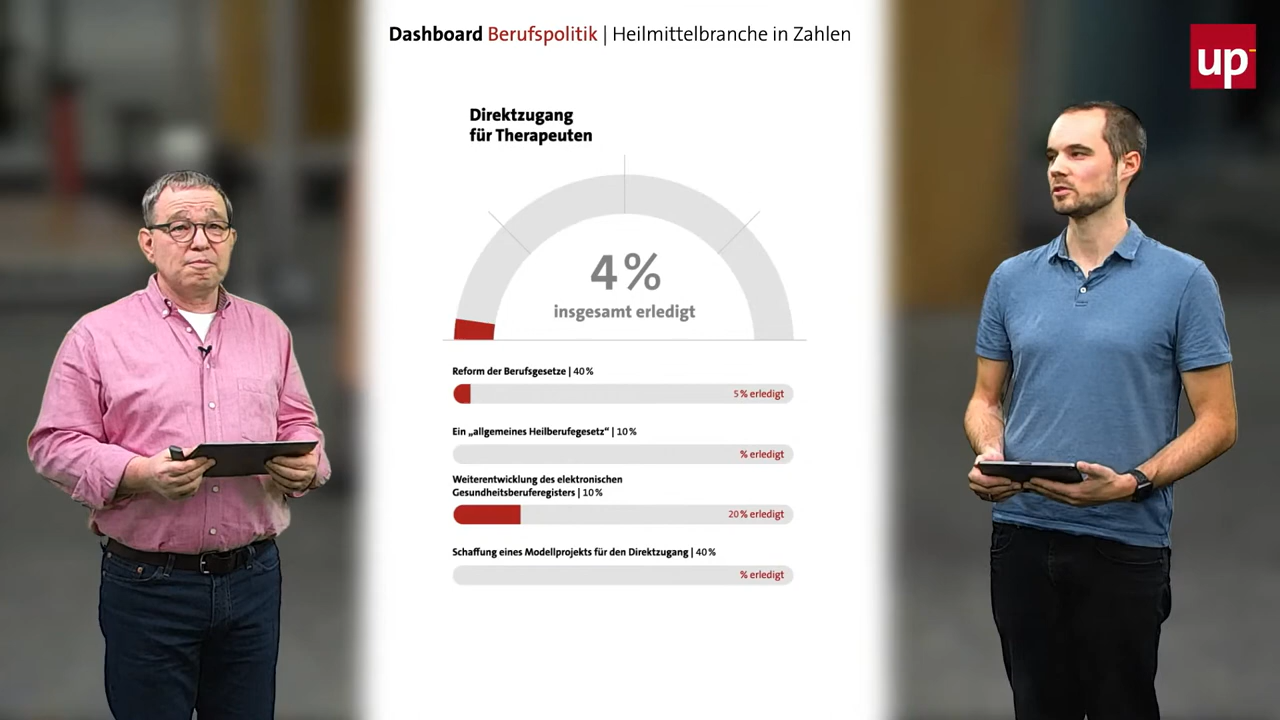 Dashboard Berufspolitik | Heilmittelbranche in Zahlen
up
Direktzugang
für Therapeuten
4%
insgesamt erledigt
Reform der Berufsgesetze | 40%
5% erledigt
Ein „allgemeines Heilberufegesetz“ | 10%
% erledigt
Weiterentwicklung des elektronischen
Gesundheitsberuferegisters | 10%
20% erledigt
Schaffung eines Modellprojekts für den Direktzugang | 40%
% erledigt